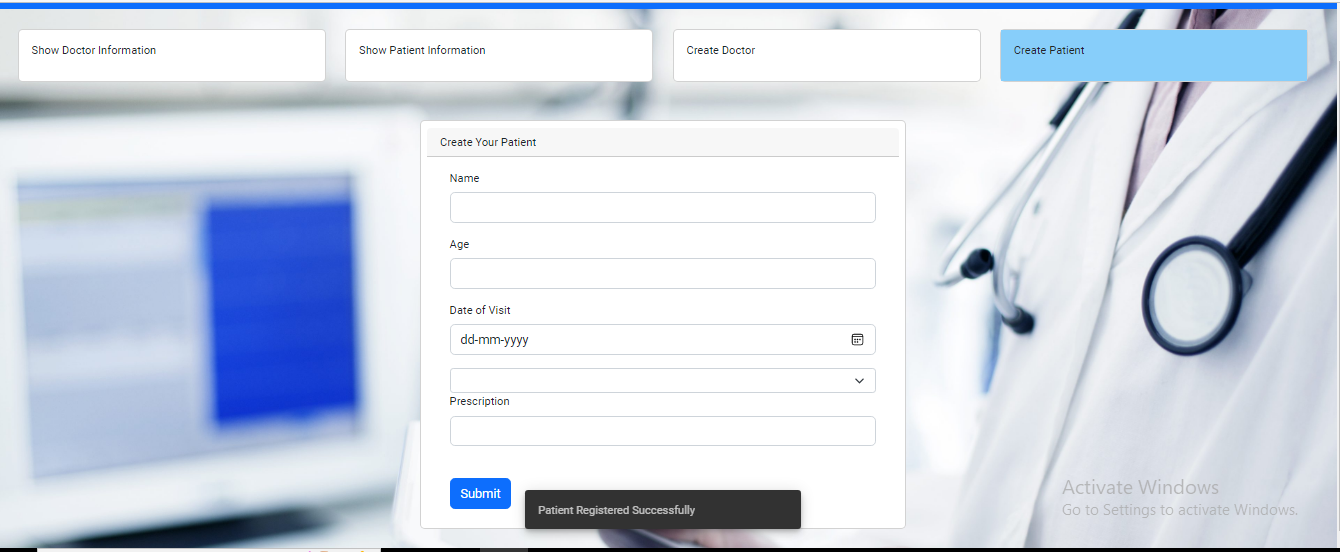 Show Doctor Information
Show Patient Information
Create Doctor
Create Patient
Create Your Patient
Name
Age
Date of Visit
dd-mm-yyyy
Prescription
Submit
Patient Registered Successfully
Activate Windows
Go to Settings to activate Windows.